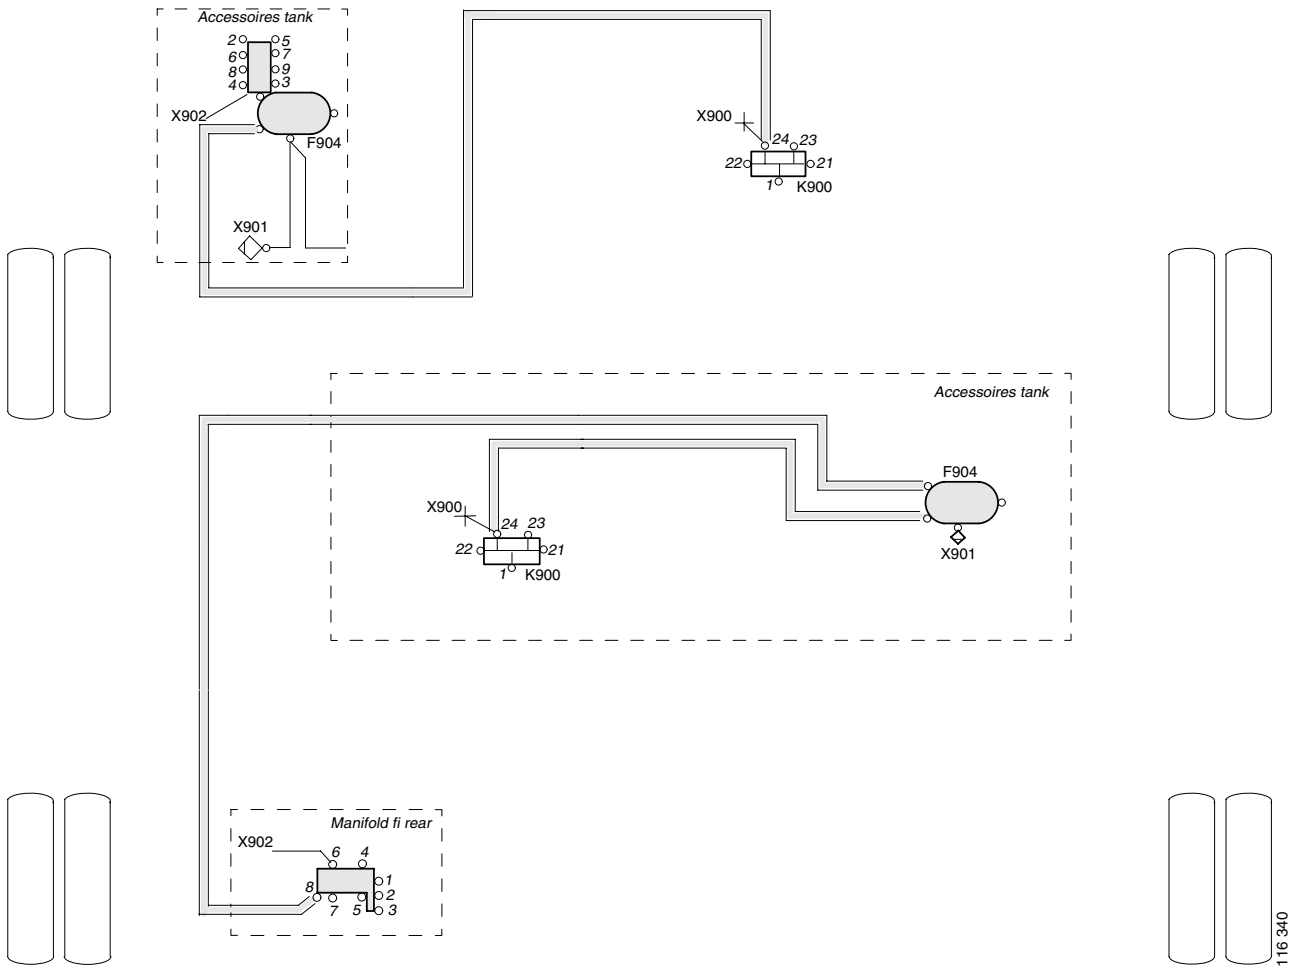 Accessoires tank
2 5
6 7
8 9
4 3
X902
F904
X901
X900
24 23
22 21
1 K900
Accessoires tank
F904
X901
X900
24 23
22 21
1 K900
Manifold fi rear
X902
6 4
8 1
2
7 5 3
116 340